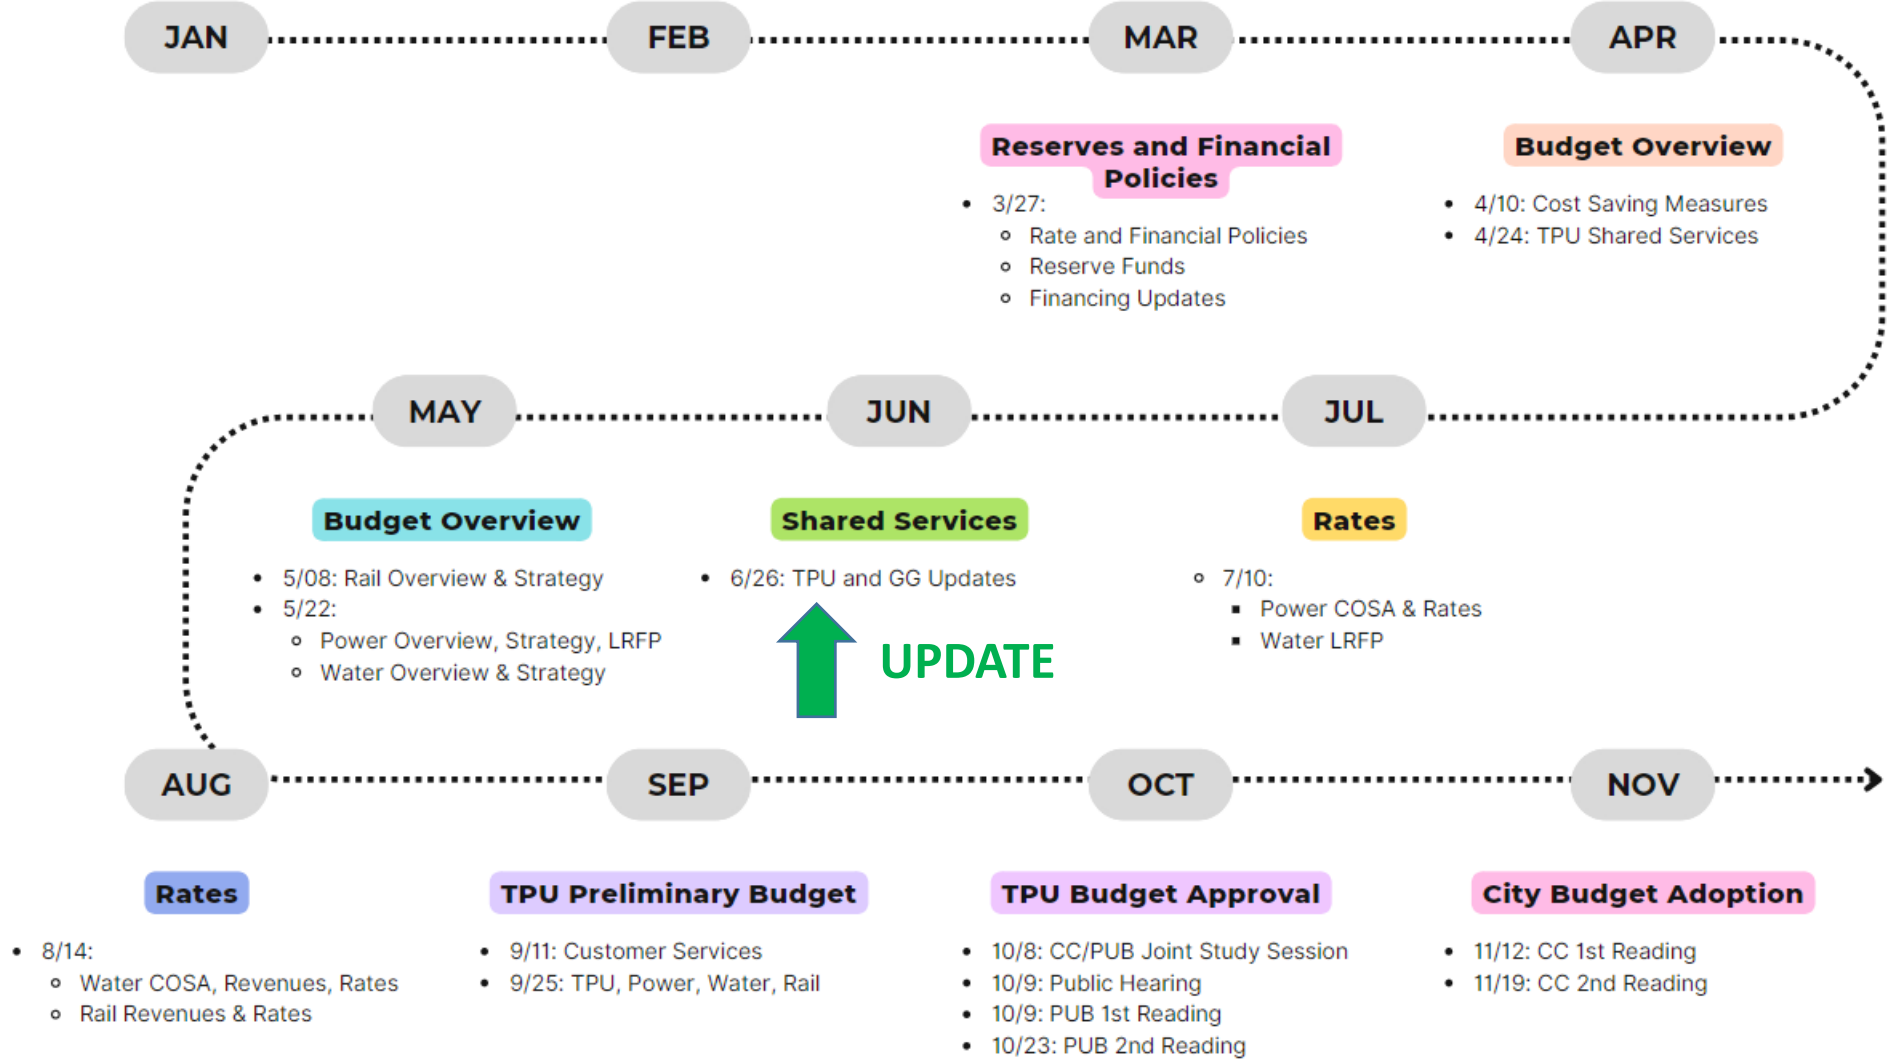 JAN
FEB
MAR
APR
Reserves and Financial
Policies
• 3/27:
○ Rate and Financial Policies
○ Reserve Funds
○ Financing Updates
Budget Overview
• 4/10: Cost Saving Measures
• 4/24: TPU Shared Services
MAY
JUN
JUL
Budget Overview
• 5/08: Rail Overview & Strategy
• 5/22:
○ Power Overview, Strategy, LRFP
○ Water Overview & Strategy
Shared Services
• 6/26: TPU and GG Updates
UPDATE
Rates
○ 7/10:
▪ Power COSA & Rates
▪ Water LRFP
AUG
SEP
OCT
NOV
Rates
• 8/14:
○ Water COSA, Revenues, Rates
○ Rail Revenues & Rates
TPU Preliminary Budget
• 9/11: Customer Services
• 9/25: TPU, Power, Water, Rail
TPU Budget Approval
• 10/8: CC/PUB Joint Study Session
• 10/9: Public Hearing
• 10/9: PUB 1st Reading
• 10/23: PUB 2nd Reading
City Budget Adoption
• 11/12: CC 1st Reading
• 11/19: CC 2nd Reading